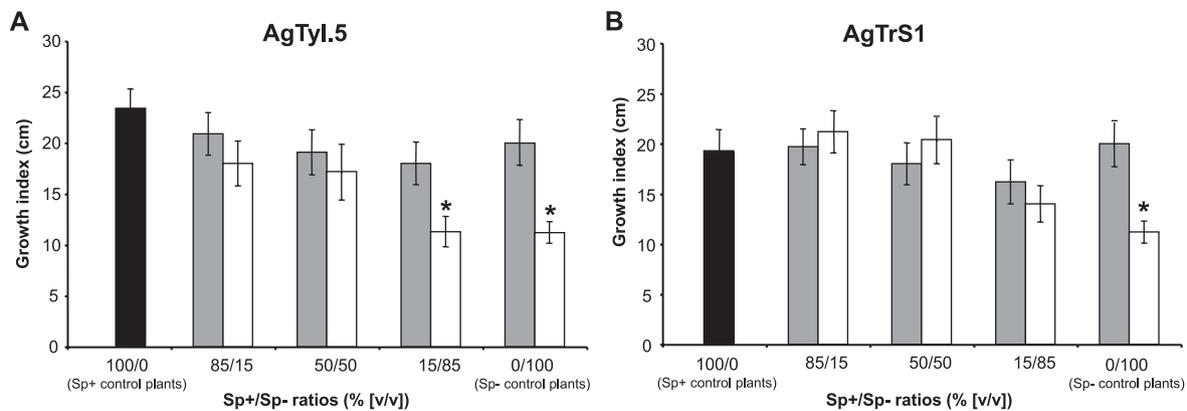 A
AgTyl.5
Growth index (cm)
30
25
20
15
10
5
0
*
*
100/0
85/15
50/50
15/85
0/100
(Sp+ control plants)
(Sp- control plants)
Sp+/Sp- ratios (% [v/v])
B
AgTrS1
Growth index (cm)
30
25
20
15
10
5
0
*
100/0
85/15
50/50
15/85
0/100
(Sp+ control plants)
(Sp- control plants)
Sp+/Sp- ratios (% [v/v])